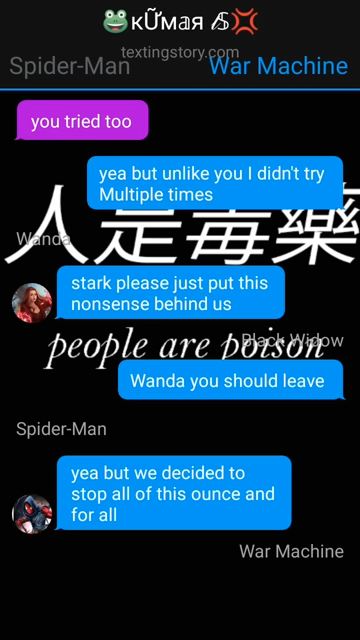 🐸ᴋỮᴍᗩя 𝓲S💢
textingstory.com
Spider-Man War Machine
you tried too
yea but unlike you I didn't try
Multiple times
人是毒藥
Wanda
stark please just put this
nonsense behind us
Black Widow
people are poison
Wanda you should leave
Spider-Man
yea but we decided to
stop all of this ounce and
for all
War Machine